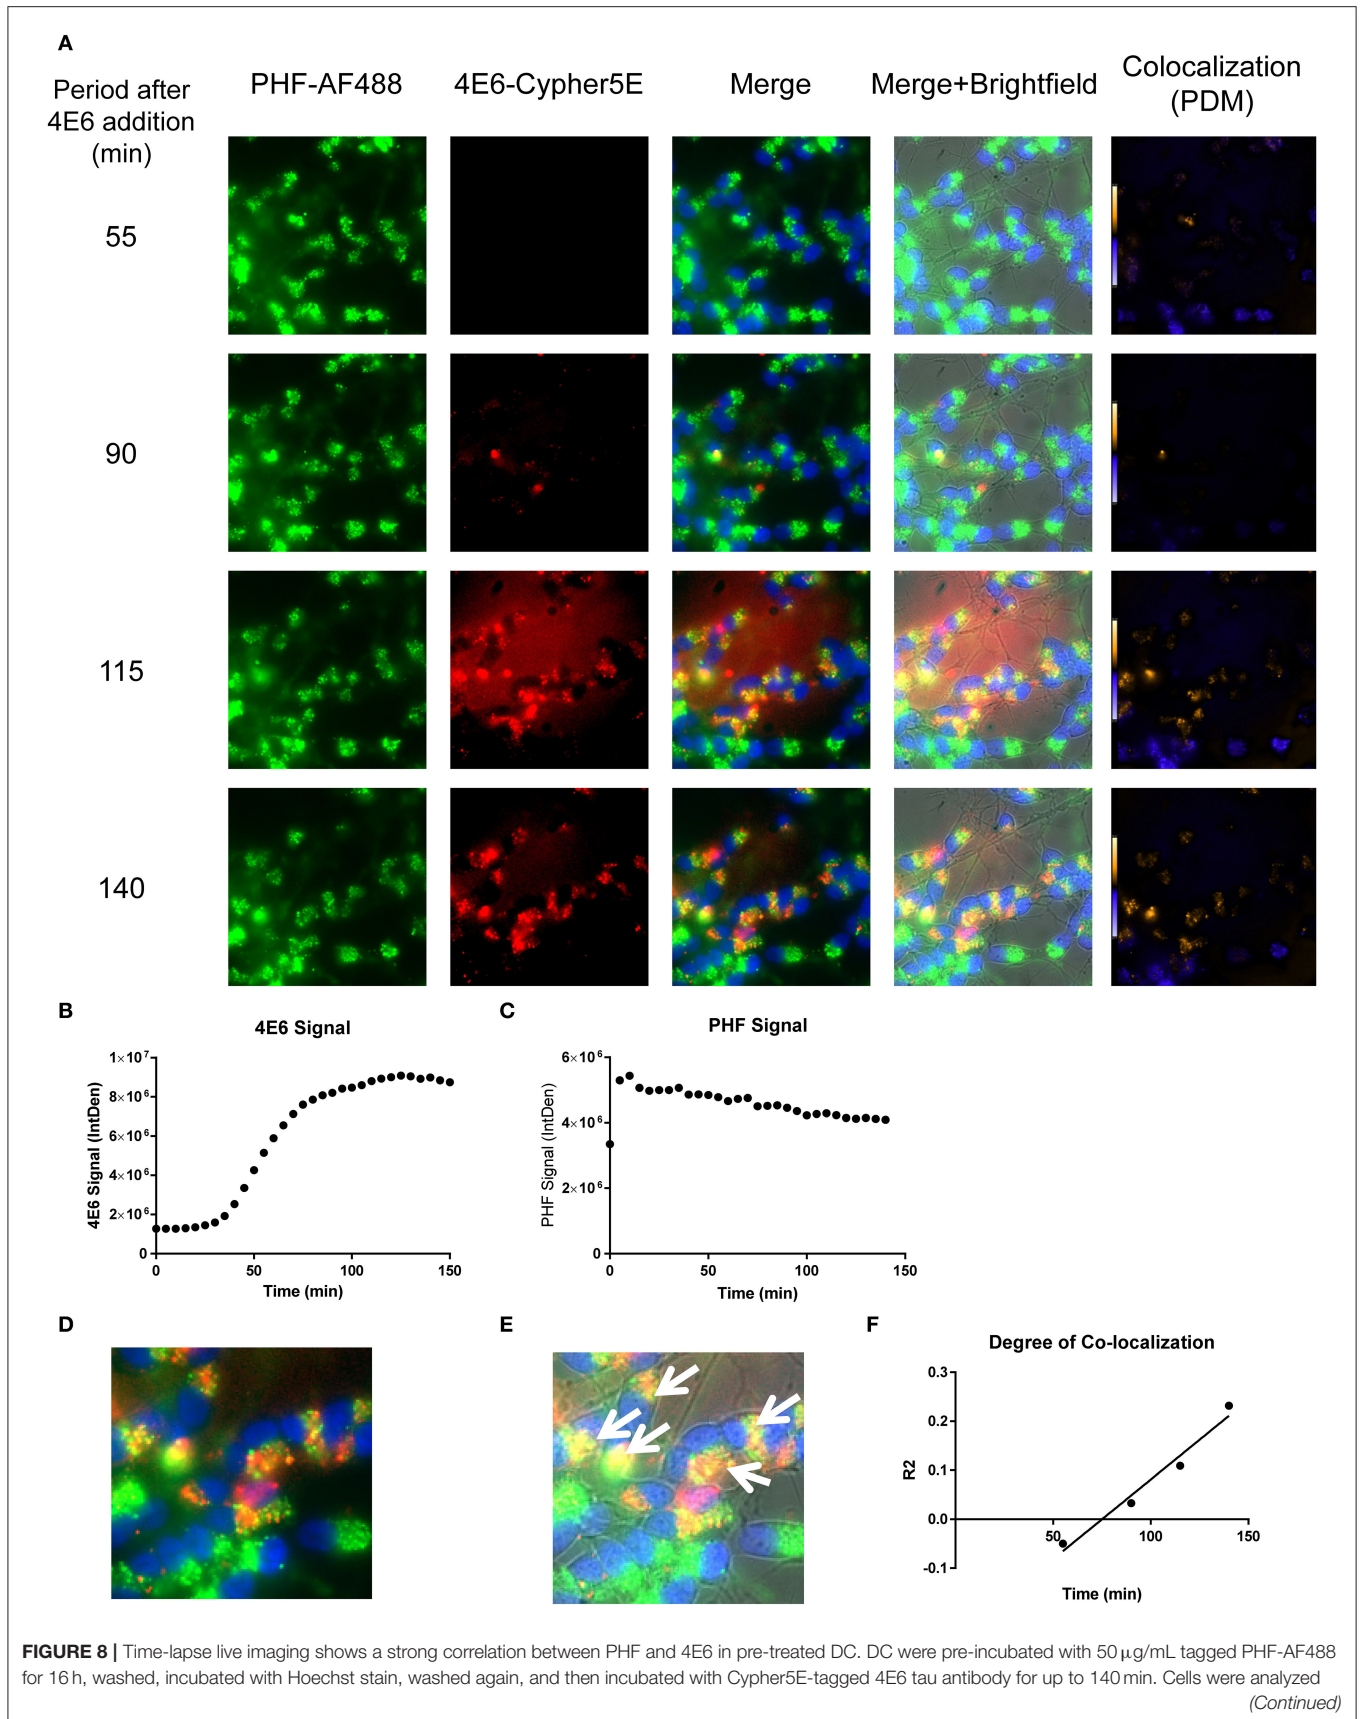 A
Period after
4E6 addition
(min)
PHF-AF488
4E6-Cypher5E
Merge
Merge+Brightfield
Colocalization
(PDM)
55
90
115
140
B
4E6 Signal
1×10⁷
8×10⁶
6×10⁶
4×10⁶
2×10⁶
0
4E6 Signal (IntDen)
0 50 100 150
Time (min)
C
PHF Signal
6×10⁶
4×10⁶
2×10⁶
0
PHF Signal (IntDen)
0 50 100 150
Time (min)
D
E
F
Degree of Co-localization
0.3
0.2
0.1
0.0
-0.1
R2
50 100 150
Time (min)
FIGURE 8 | Time-lapse live imaging shows a strong correlation between PHF and 4E6 in pre-treated DC. DC were pre-incubated with 50 μg/mL tagged PHF-AF488
for 16 h, washed, incubated with Hoechst stain, washed again, and then incubated with Cypher5E-tagged 4E6 tau antibody for up to 140 min. Cells were analyzed
(Continued)